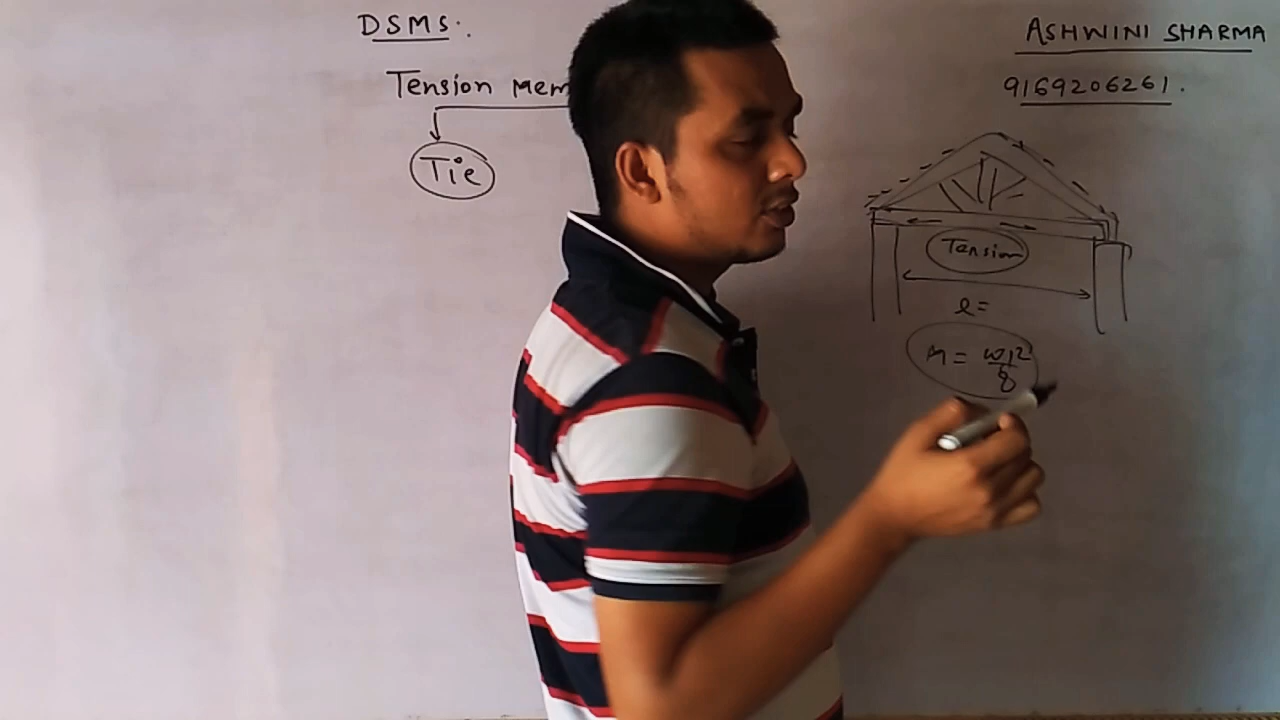 DSMS.
ASHWINI SHARMA
Tension mem
9169206261.
Tie
Tension
l =
M = wl²/8